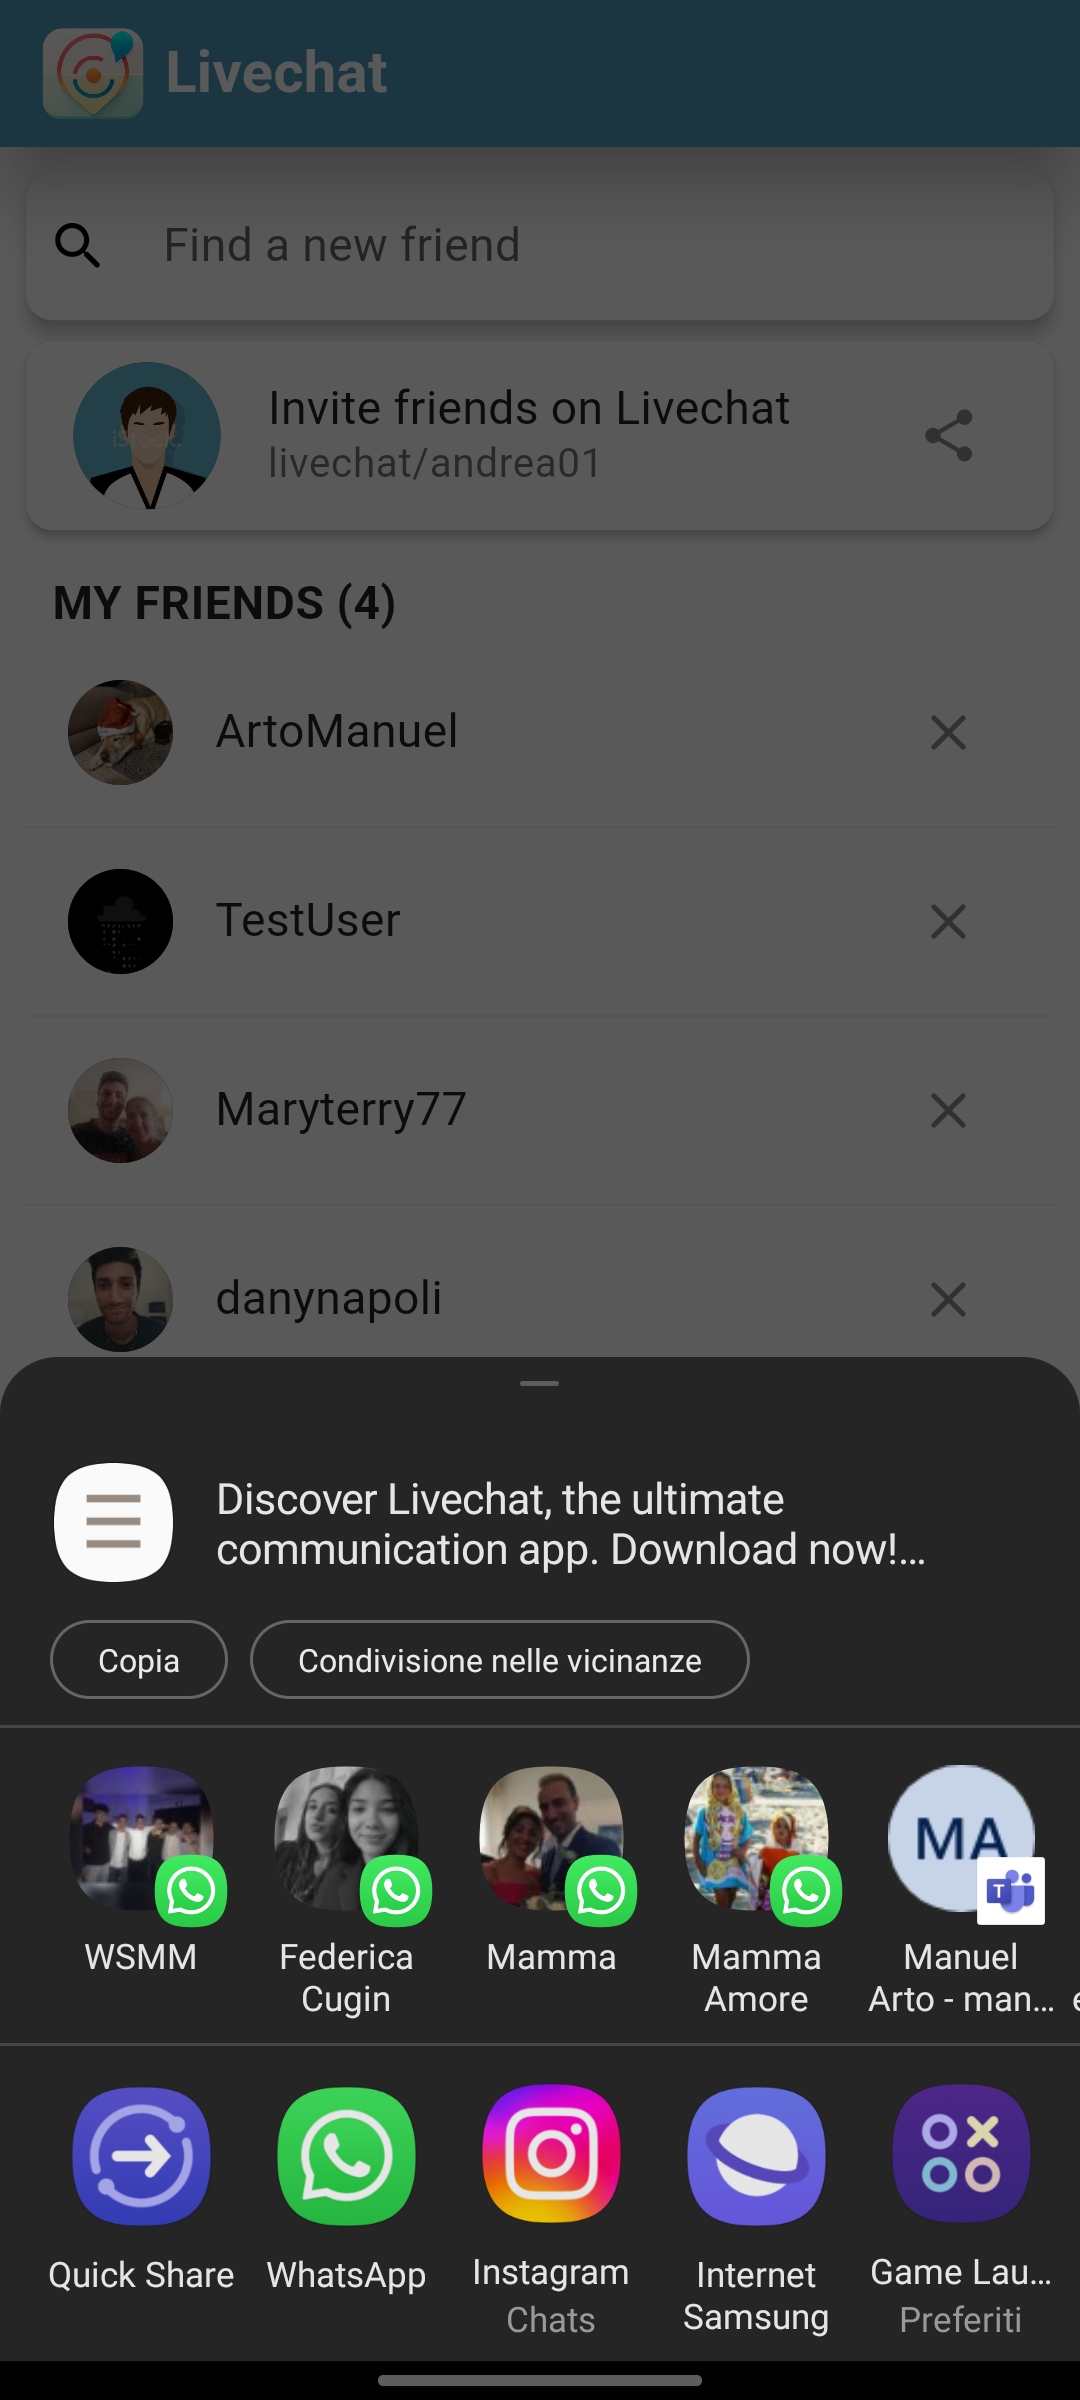 Livechat
Find a new friend
Invite friends on Livechat
livechat/andrea01
iStock.
MY FRIENDS (4)
ArtoManuel
TestUser
Maryterry77
danynapoli
Discover Livechat, the ultimate
communication app. Download now!…
Copia
Condivisione nelle vicinanze
MA
T
WSMM
Federica
Cugin
Mamma
Mamma
Amore
Manuel
Arto - man…
Quick Share
WhatsApp
Instagram
Chats
Internet
Samsung
Game Lau…
Preferiti